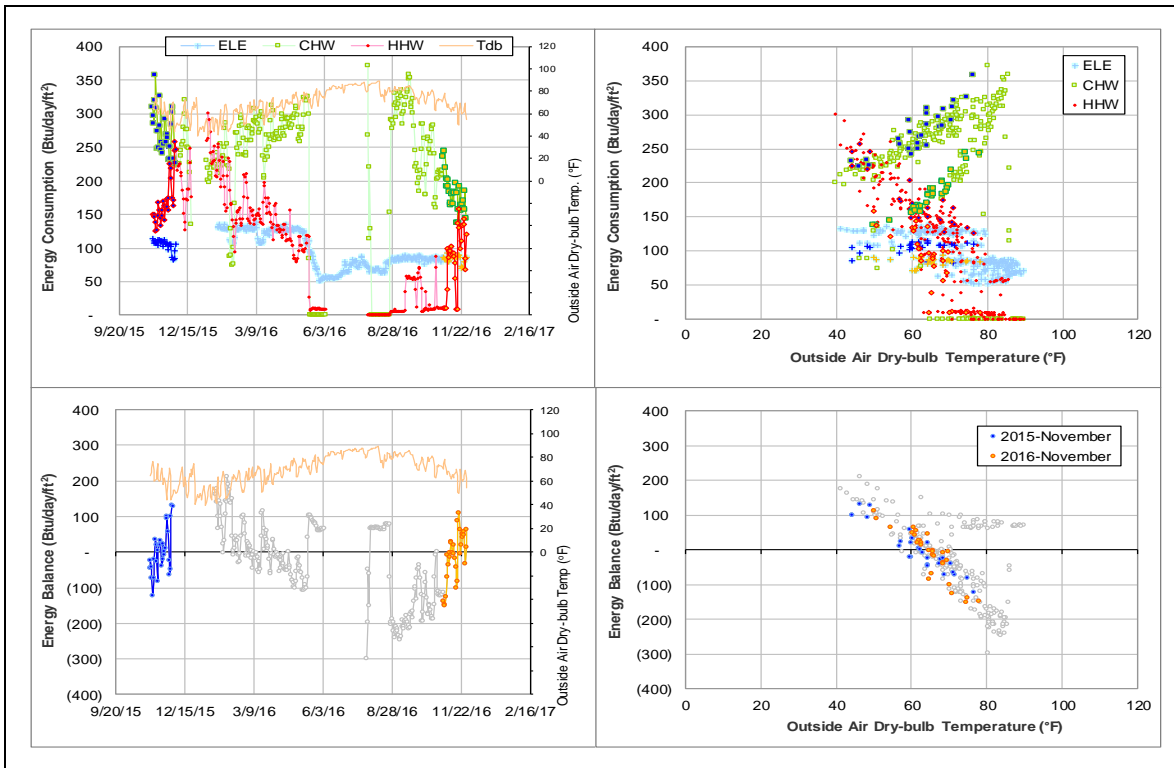 ELE CHW HHW Tdb
Energy Consumption (Btu/day/ft²)
400
350
300
250
200
150
100
50
-
120
100
80
60
40
20
0
Outside Air Dry-bulb Temp. (°F)
9/20/15 12/15/15 3/9/16 6/3/16 8/28/16 11/22/16 2/16/17
Energy Consumption (Btu/day/ft²)
400
350
300
250
200
150
100
50
-
ELE
CHW
HHW
0 20 40 60 80 100 120
Outside Air Dry-bulb Temperature (°F)
Energy Balance (Btu/day/ft²)
400
300
200
100
-
(100)
(200)
(300)
(400)
120
100
80
60
40
20
0
Outside Air Dry-bulb Temp (°F)
9/20/15 12/15/15 3/9/16 6/3/16 8/28/16 11/22/16 2/16/17
Energy Balance (Btu/day/ft²)
400
300
200
100
-
(100)
(200)
(300)
(400)
2015-November
2016-November
0 20 40 60 80 100 120
Outside Air Dry-bulb Temperature (°F)